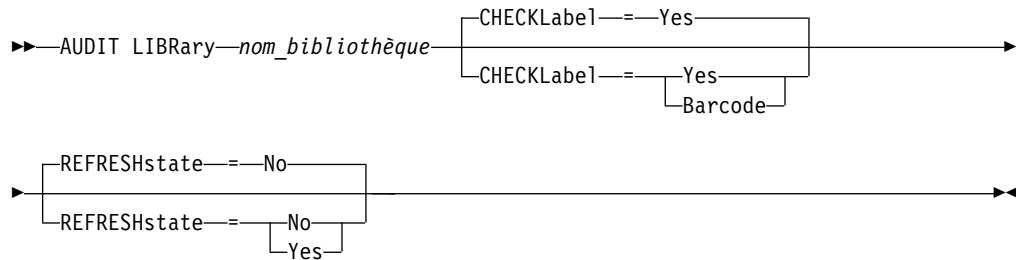 CHECKLabel = Yes
AUDIT LIBRary nom_bibliothèque
CHECKLabel = Yes
Barcode
REFRESHstate = No
REFRESHstate = No
Yes